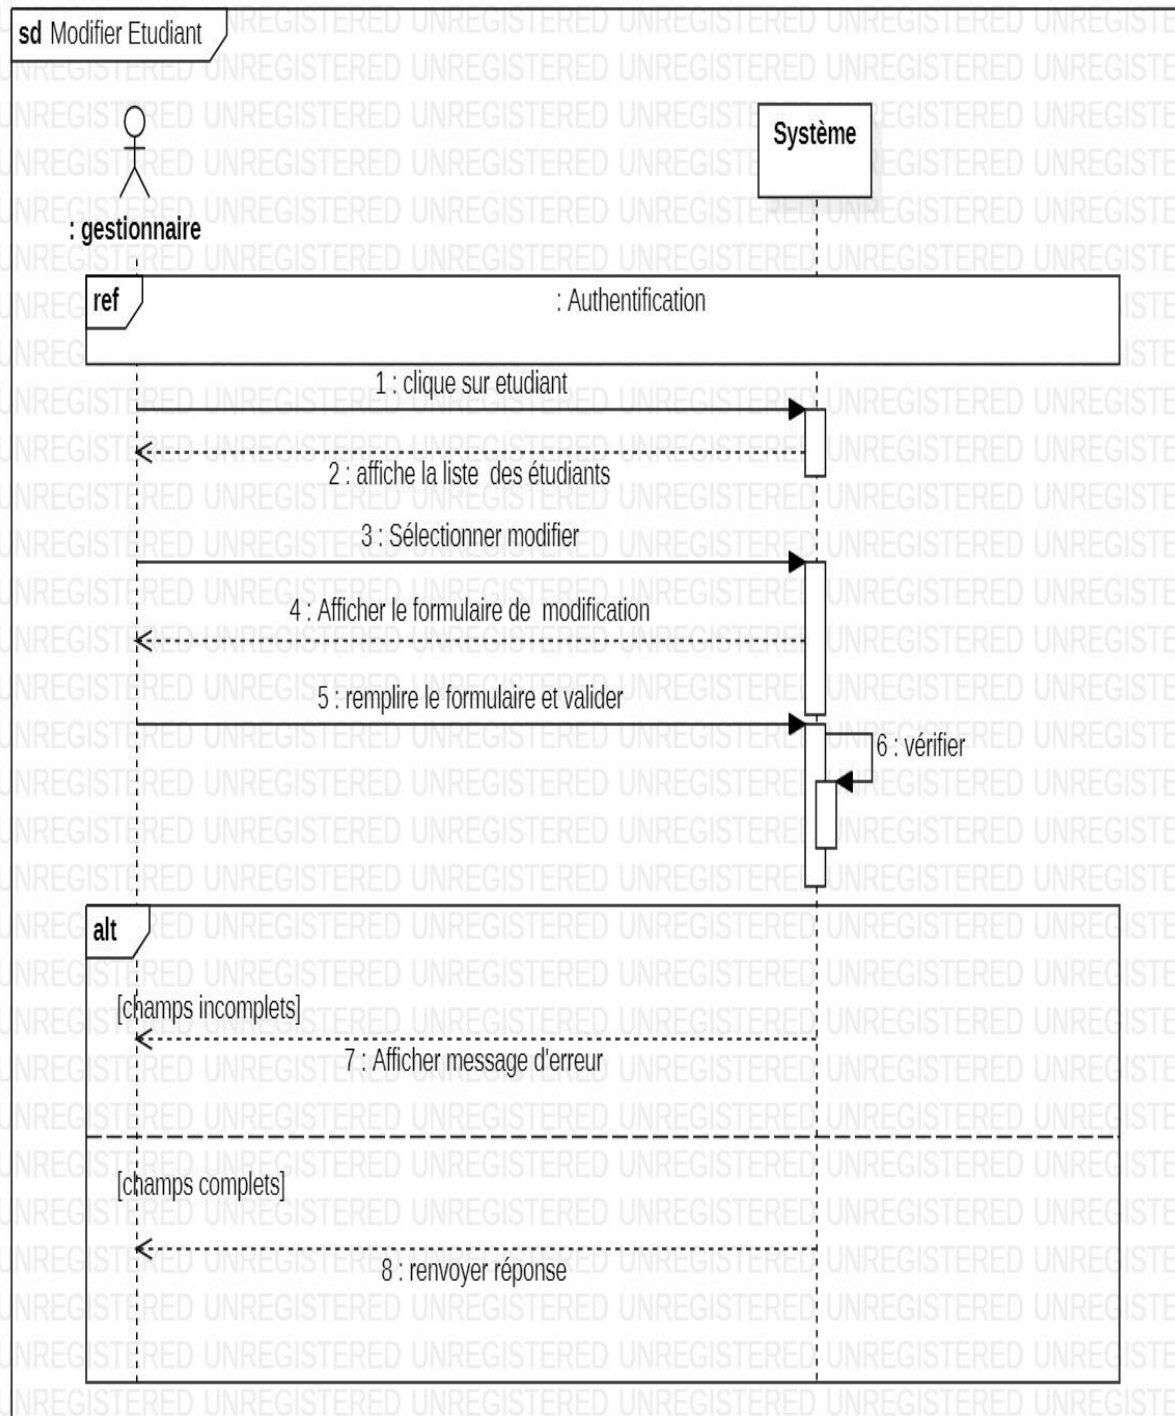 sd Modifier Etudiant
Système
: gestionnaire
ref
: Authentification
1 : clique sur etudiant
2 : affiche la liste  des étudiants
3 : Sélectionner modifier
4 : Afficher le formulaire de  modification
5 : remplire le formulaire et valider
6 : vérifier
alt
[champs incomplets]
7 : Afficher message d'erreur
[champs complets]
8 : renvoyer réponse
UNREGISTERED